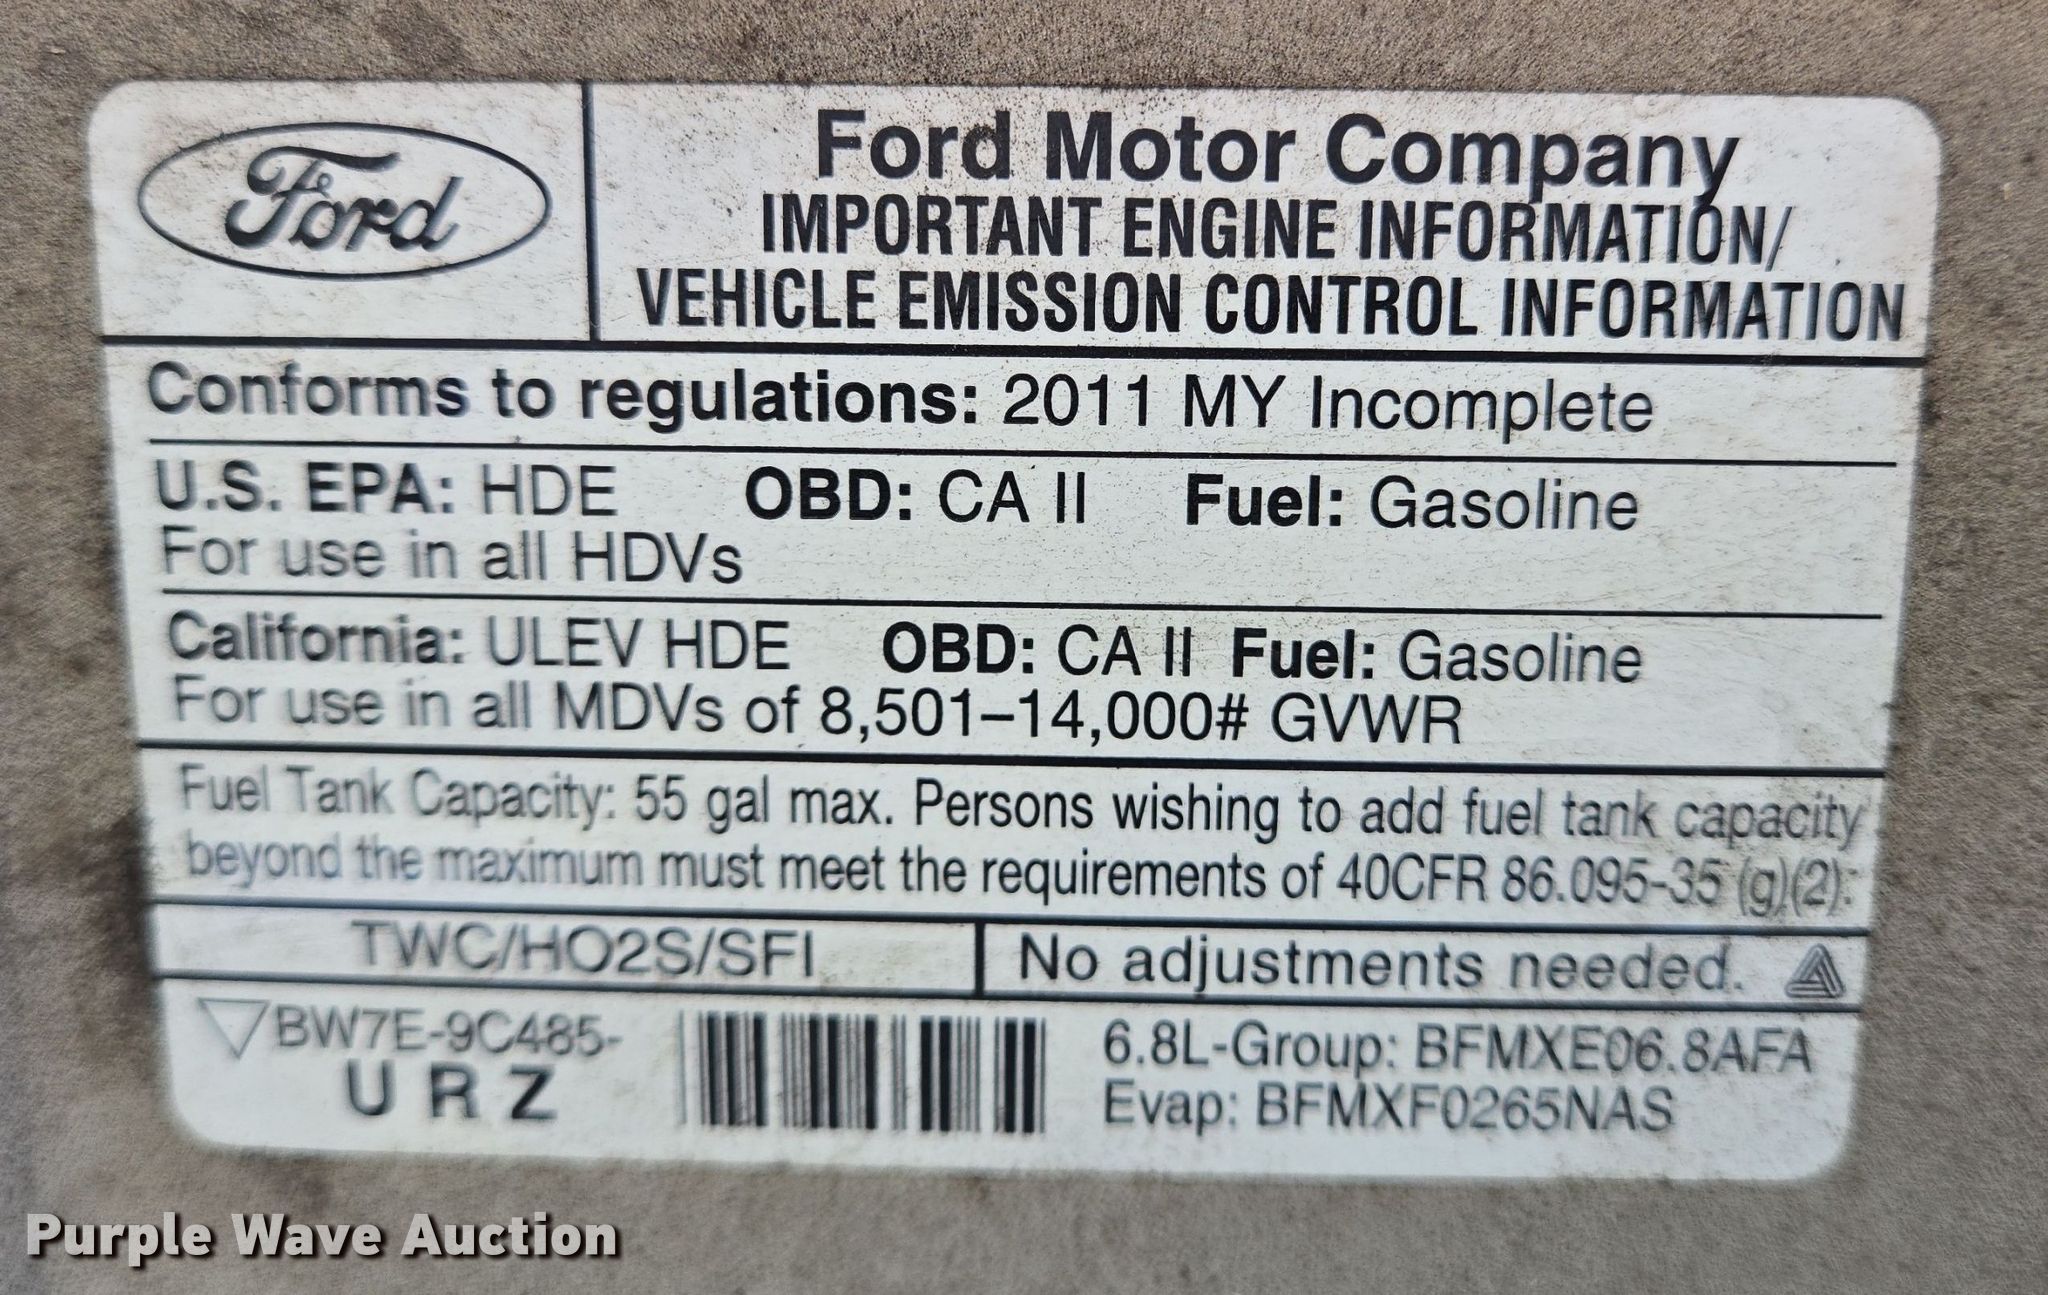 Ford
Ford Motor Company
IMPORTANT ENGINE INFORMATION/
VEHICLE EMISSION CONTROL INFORMATION
Conforms to regulations: 2011 MY Incomplete
U.S. EPA: HDE OBD: CA II Fuel: Gasoline
For use in all HDVs
California: ULEV HDE OBD: CA II Fuel: Gasoline
For use in all MDVs of 8,501–14,000# GVWR
Fuel Tank Capacity: 55 gal max. Persons wishing to add fuel tank capacity
beyond the maximum must meet the requirements of 40CFR 86.095-35 (g)(2).
TWC/HO2S/SFI
No adjustments needed.
BW7E-9C485-
U R Z
6.8L-Group: BFMXE06.8AFA
Evap: BFMXF0265NAS
Purple Wave Auction